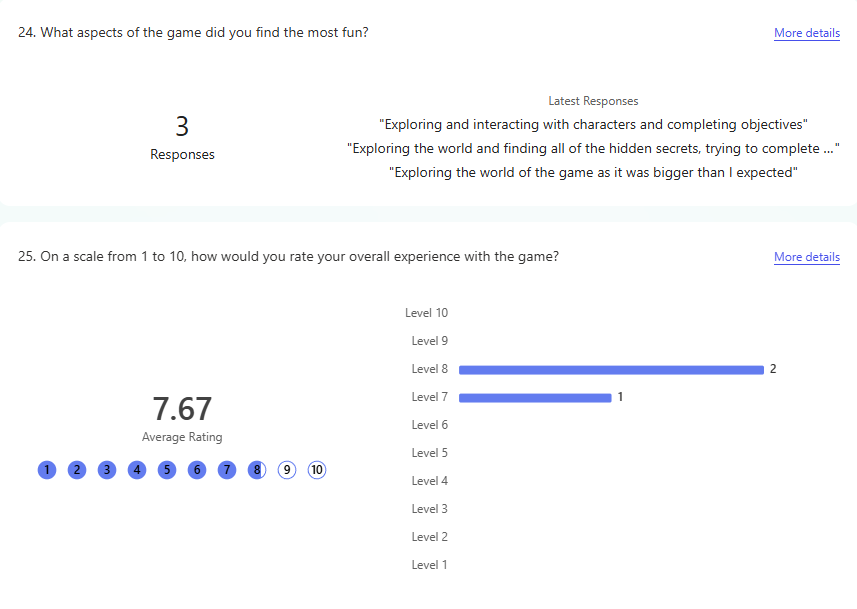 24. What aspects of the game did you find the most fun?
More details
3
Responses
Latest Responses
"Exploring and interacting with characters and completing objectives"
"Exploring the world and finding all of the hidden secrets, trying to complete ..."
"Exploring the world of the game as it was bigger than I expected"
25. On a scale from 1 to 10, how would you rate your overall experience with the game?
More details
7.67
Average Rating
1 2 3 4 5 6 7 8 9 10
Level 10
Level 9
Level 8 2
Level 7 1
Level 6
Level 5
Level 4
Level 3
Level 2
Level 1